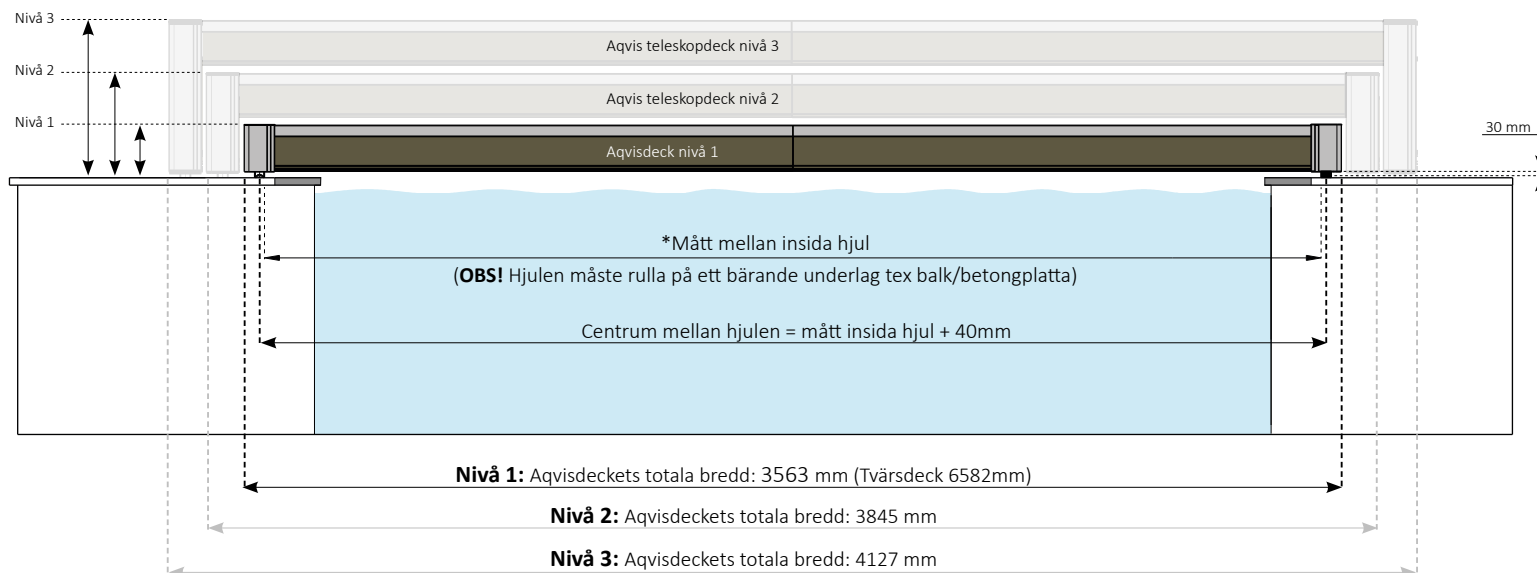 Nivå 3
Aqvis teleskopdeck nivå 3
Nivå 2
Aqvis teleskopdeck nivå 2
Nivå 1
30 mm
Aqvisdeck nivå 1
*Mått mellan insida hjul
(OBS! Hjulen måste rulla på ett bärande underlag tex balk/betongplatta)
Centrum mellan hjulen = mått insida hjul + 40mm
Nivå 1: Aqvisdeckets totala bredd: 3563 mm (Tvärsdeck 6582mm)
Nivå 2: Aqvisdeckets totala bredd: 3845 mm
Nivå 3: Aqvisdeckets totala bredd: 4127 mm